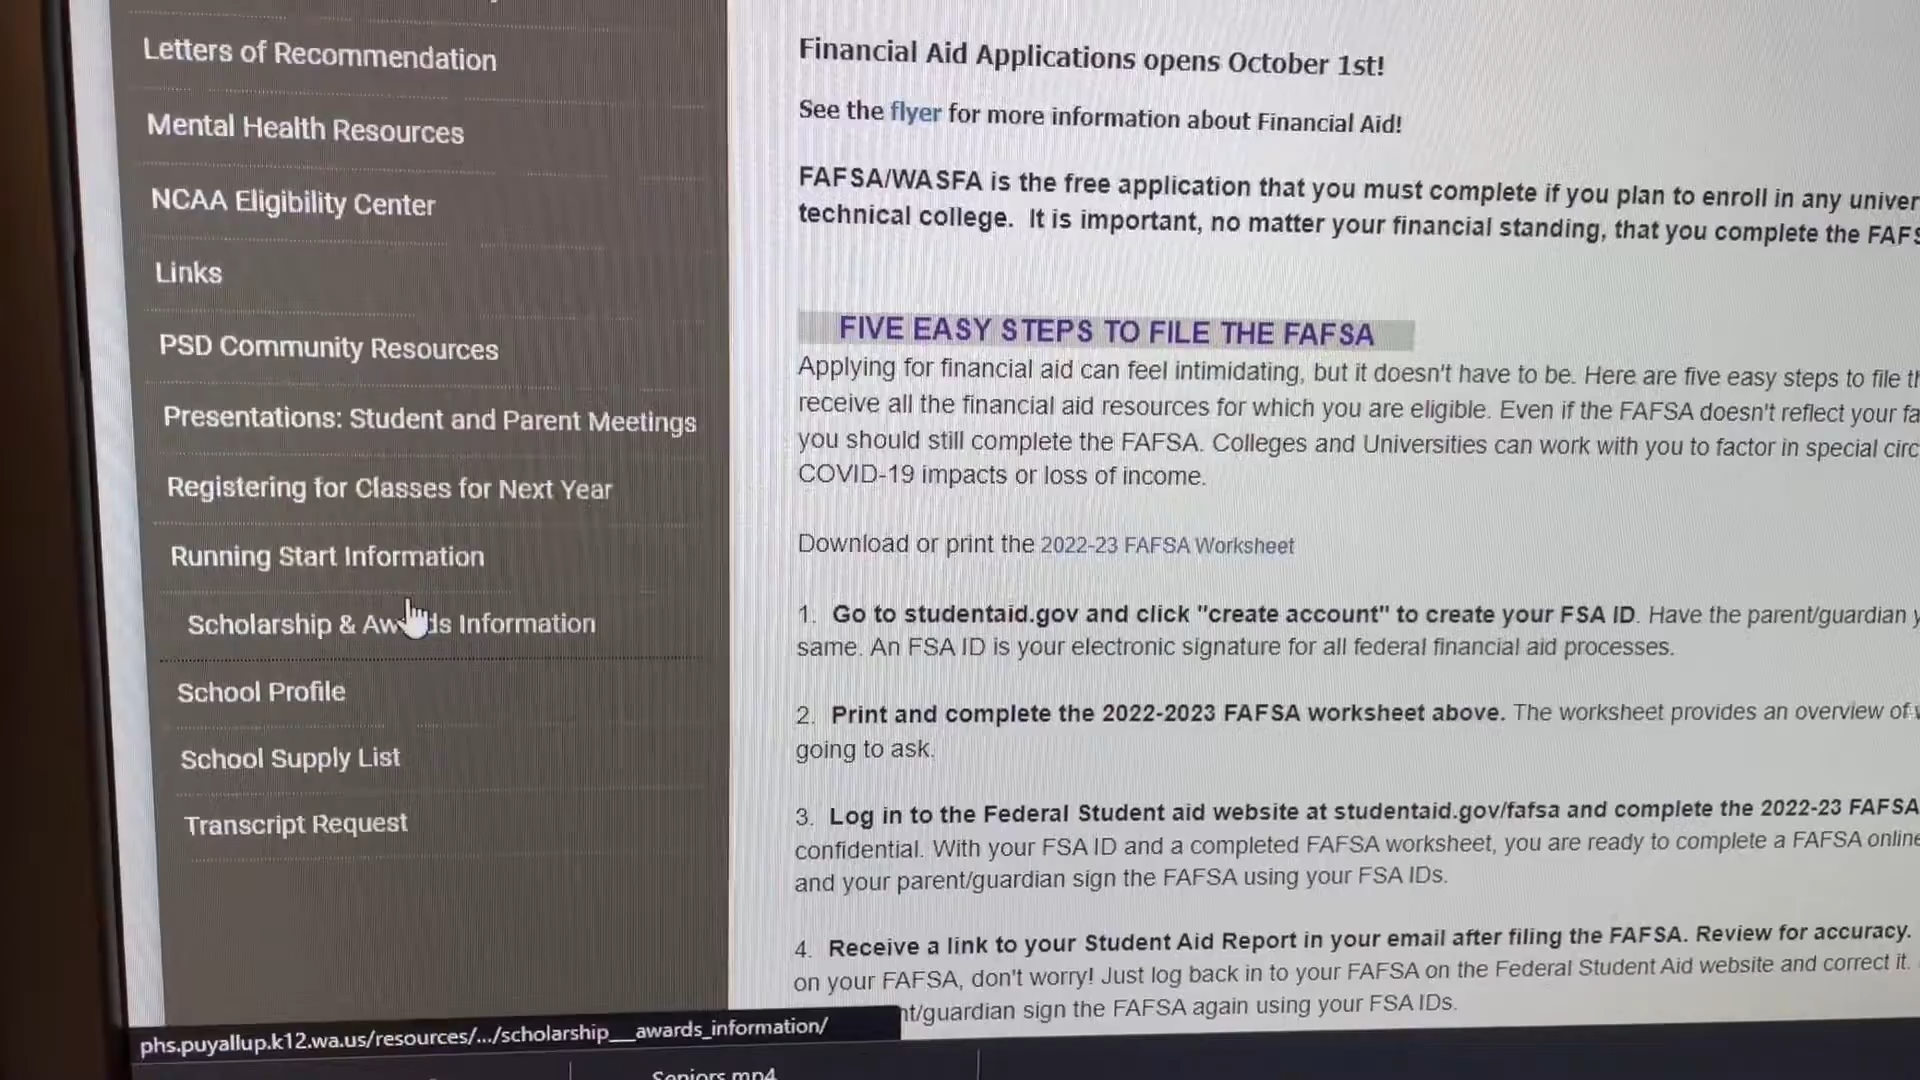 Letters of Recommendation
Mental Health Resources
NCAA Eligibility Center
Links
PSD Community Resources
Presentations: Student and Parent Meetings
Registering for Classes for Next Year
Running Start Information
Scholarship & Awards Information
School Profile
School Supply List
Transcript Request
Financial Aid Applications opens October 1st!
See the flyer for more information about Financial Aid!
FAFSA/WASFA is the free application that you must complete if you plan to enroll in any univer
technical college. It is important, no matter your financial standing, that you complete the FAFS
FIVE EASY STEPS TO FILE THE FAFSA
Applying for financial aid can feel intimidating, but it doesn't have to be. Here are five easy steps to file th
receive all the financial aid resources for which you are eligible. Even if the FAFSA doesn't reflect your fa
you should still complete the FAFSA. Colleges and Universities can work with you to factor in special circ
COVID-19 impacts or loss of income.
Download or print the 2022-23 FAFSA Worksheet
1. Go to studentaid.gov and click "create account" to create your FSA ID. Have the parent/guardian y
same. An FSA ID is your electronic signature for all federal financial aid processes.
2. Print and complete the 2022-2023 FAFSA worksheet above. The worksheet provides an overview of w
going to ask.
3. Log in to the Federal Student aid website at studentaid.gov/fafsa and complete the 2022-23 FAFSA
confidential. With your FSA ID and a completed FAFSA worksheet, you are ready to complete a FAFSA online
and your parent/guardian sign the FAFSA using your FSA IDs.
4. Receive a link to your Student Aid Report in your email after filing the FAFSA. Review for accuracy.
on your FAFSA, don't worry! Just log back in to your FAFSA on the Federal Student Aid website and correct it.
nt/guardian sign the FAFSA again using your FSA IDs.
phs.puyallup.k12.wa.us/resources/.../scholarship__awards_information/
Seniors.mp4